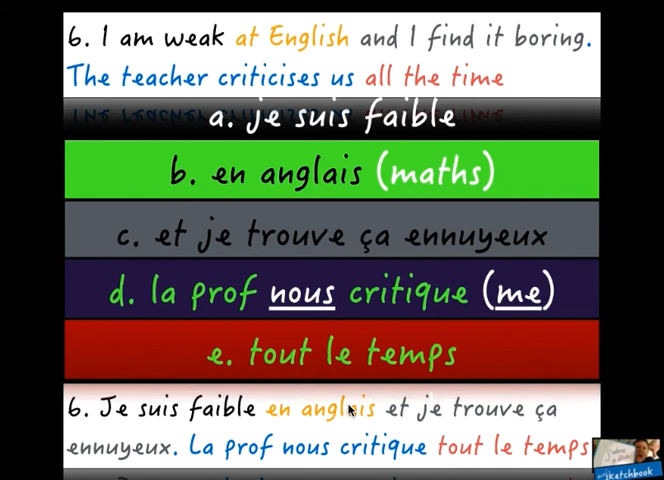 6. I am weak at English and I find it boring.
The teacher criticises us all the time
a. je suis faible
b. en anglais (maths)
c. et je trouve ça ennuyeux
d. la prof nous critique (me)
e. tout le temps
6. Je suis faible en anglais et je trouve ça
ennuyeux. La prof nous critique tout le temps
sketchbook